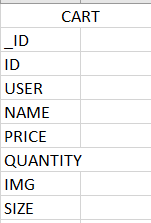 CART
_ID
ID
USER
NAME
PRICE
QUANTITY
IMG
SIZE